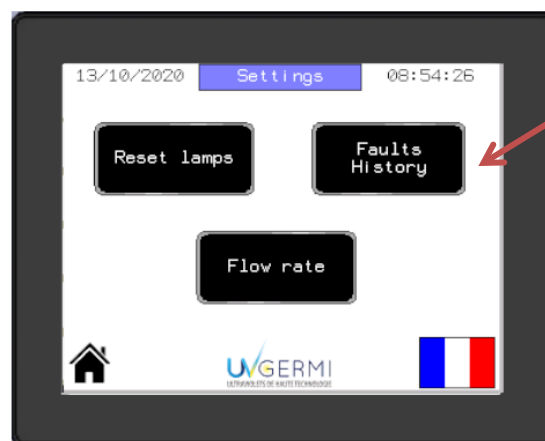 13/10/2020 Settings 08:54:26
Reset lamps
Faults
History
Flow rate
UVGERMI
ULTRAVIOLETS DE HAUTE TECHNOLOGIE